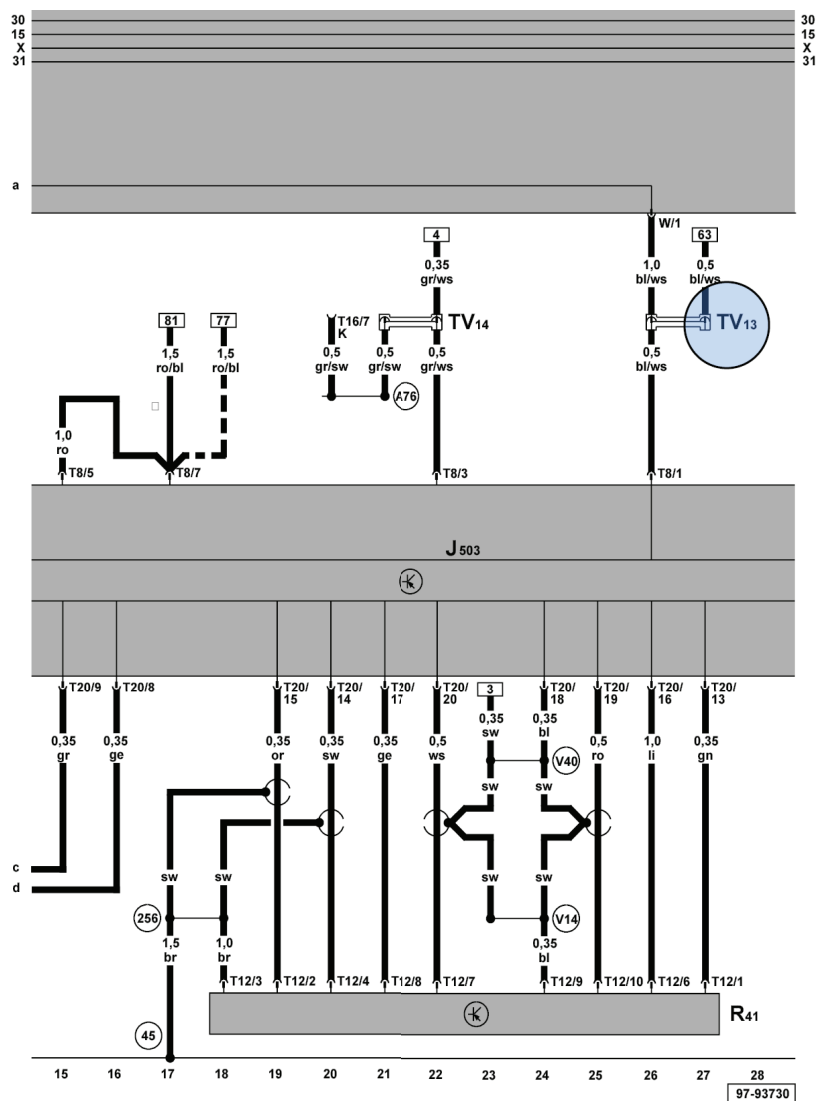 30 30
15 15
X X
31 31
a
W/1
4 63
0,35 1,0 0,5
gr/ws bl/ws bl/ws
81 77 T16/7 TV14 TV13
K
1,5 1,5 0,5 0,5 0,5 0,5
ro/bl ro/bl gr/sw gr/sw gr/ws bl/ws
A76
1,0
ro
T8/5 T8/7 T8/3 T8/1
J503
T20/9 T20/8 T20/ T20/ T20/ T20/ 3 T20/ T20/ T20/ T20/
15 14 17 20 18 19 16 13
0,35 0,35
sw bl
0,35 0,35 0,35 0,35 0,35 0,5 0,5 1,0 0,35
gr ge or sw ge ws ro li gn
V40
sw sw
c
sw sw sw sw
d
256 V14
1,5 1,0 0,35
br br bl
T12/3 T12/2 T12/4 T12/8 T12/7 T12/9 T12/10 T12/6 T12/1
R41
45
15 16 17 18 19 20 21 22 23 24 25 26 27 28
97-93730